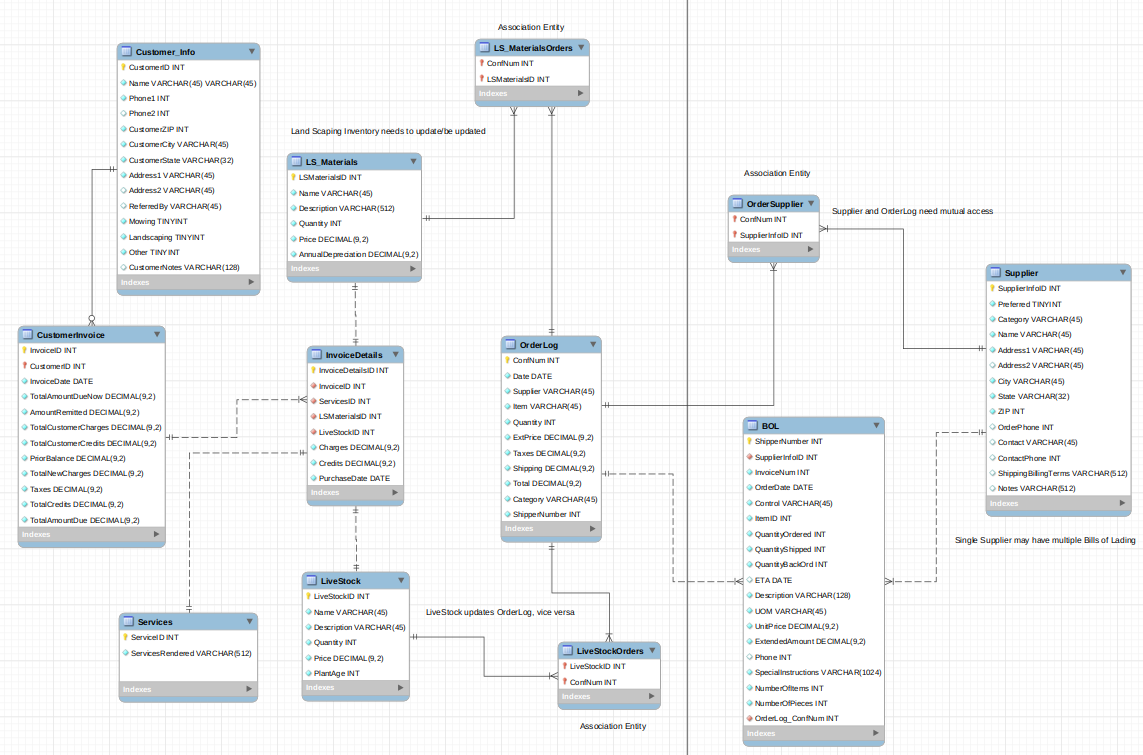 Association Entity
LS_MaterialsOrders
ConfNum INT
LSMaterialsID INT
Indexes
Customer_Info
CustomerID INT
Name VARCHAR(45) VARCHAR(45)
Phone1 INT
Phone2 INT
CustomerZIP INT
CustomerCity VARCHAR(45)
CustomerState VARCHAR(32)
Address1 VARCHAR(45)
Address2 VARCHAR(45)
ReferredBy VARCHAR(45)
Mowing TINYINT
Landscaping TINYINT
Other TINYINT
CustomerNotes VARCHAR(128)
Indexes
Land Scaping Inventory needs to update/be updated
LS_Materials
LSMaterialsID INT
Name VARCHAR(45)
Description VARCHAR(512)
Quantity INT
Price DECIMAL(9,2)
AnnualDepreciation DECIMAL(9,2)
Indexes
Association Entity
OrderSupplier
ConfNum INT
SupplierInfoID INT
Indexes
Supplier and OrderLog need mutual access
Supplier
SupplierInfoID INT
Preferred TINYINT
Category VARCHAR(45)
Name VARCHAR(45)
Address1 VARCHAR(45)
Address2 VARCHAR(45)
City VARCHAR(45)
State VARCHAR(32)
ZIP INT
OrderPhone INT
Contact VARCHAR(45)
ContactPhone INT
ShippingBillingTerms VARCHAR(512)
Notes VARCHAR(512)
Indexes
CustomerInvoice
InvoiceID INT
CustomerID INT
InvoiceDate DATE
TotalAmountDueNow DECIMAL(9,2)
AmountRemitted DECIMAL(9,2)
TotalCustomerCharges DECIMAL(9,2)
TotalCustomerCredits DECIMAL(9,2)
PriorBalance DECIMAL(9,2)
TotalNewCharges DECIMAL(9,2)
Taxes DECIMAL(9,2)
TotalCredits DECIMAL(9,2)
TotalAmountDue DECIMAL(9,2)
Indexes
InvoiceDetails
InvoiceDetailsID INT
InvoiceID INT
ServicesID INT
LSMaterialsID INT
LiveStockID INT
Charges DECIMAL(9,2)
Credits DECIMAL(9,2)
PurchaseDate DATE
Indexes
OrderLog
ConfNum INT
Date DATE
Supplier VARCHAR(45)
Item VARCHAR(45)
Quantity INT
ExtPrice DECIMAL(9,2)
Taxes DECIMAL(9,2)
Shipping DECIMAL(9,2)
Total DECIMAL(9,2)
Category VARCHAR(45)
ShipperNumber INT
Indexes
BOL
ShipperNumber INT
SupplierInfoID INT
InvoiceNum INT
OrderDate DATE
Control VARCHAR(45)
ItemID INT
QuantityOrdered INT
QuantityShipped INT
QuantityBackOrd INT
ETA DATE
Description VARCHAR(128)
UOM VARCHAR(45)
UnitPrice DECIMAL(9,2)
ExtendedAmount DECIMAL(9,2)
Phone INT
SpecialInstructions VARCHAR(1024)
NumberOfItems INT
NumberOfPieces INT
OrderLog_ConfNum INT
Indexes
Single Supplier may have multiple Bills of Lading
Services
ServiceID INT
ServicesRendered VARCHAR(512)
Indexes
LiveStock
LiveStockID INT
Name VARCHAR(45)
Description VARCHAR(45)
Quantity INT
Price DECIMAL(9,2)
PlantAge INT
Indexes
LiveStock updates OrderLog, vice versa
LiveStockOrders
LiveStockID INT
ConfNum INT
Indexes
Association Entity